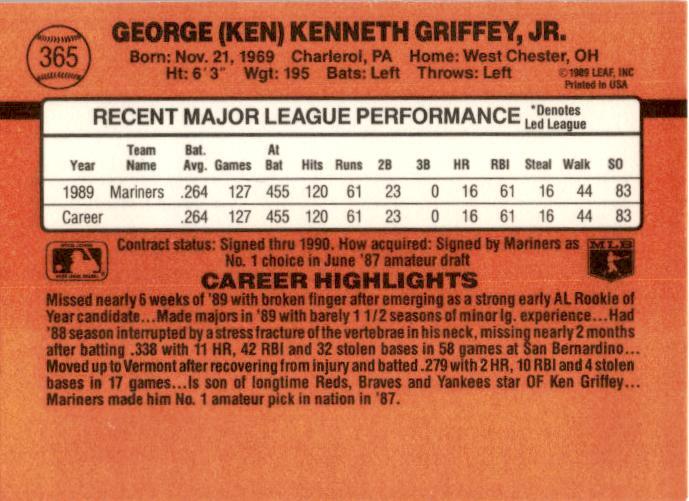 365
GEORGE (KEN) KENNETH GRIFFEY, JR.
Born: Nov. 21, 1969 Charleroi, PA Home: West Chester, OH
Ht: 6'3" Wgt: 195 Bats: Left Throws: Left
©1989 LEAF, INC
Printed in USA
RECENT MAJOR LEAGUE PERFORMANCE *Denotes
Led League
Year Team Name Bat. Avg. Games At Bat Hits Runs 2B 3B HR RBI Steal Walk SO
1989 Mariners .264 127 455 120 61 23 0 16 61 16 44 83
Career .264 127 455 120 61 23 0 16 61 16 44 83
Contract status: Signed thru 1990. How acquired: Signed by Mariners as
No. 1 choice in June '87 amateur draft
MLB
CAREER HIGHLIGHTS
Missed nearly 6 weeks of '89 with broken finger after emerging as a strong early AL Rookie of
Year candidate...Made majors in '89 with barely 1 1/2 seasons of minor lg. experience...Had
'88 season interrupted by a stress fracture of the vertebrae in his neck, missing nearly 2 months
after batting .338 with 11 HR, 42 RBI and 32 stolen bases in 58 games at San Bernardino...
Moved up to Vermont after recovering from injury and batted .279 with 2 HR, 10 RBI and 4 stolen
bases in 17 games...Is son of longtime Reds, Braves and Yankees star OF Ken Griffey...
Mariners made him No. 1 amateur pick in nation in '87.